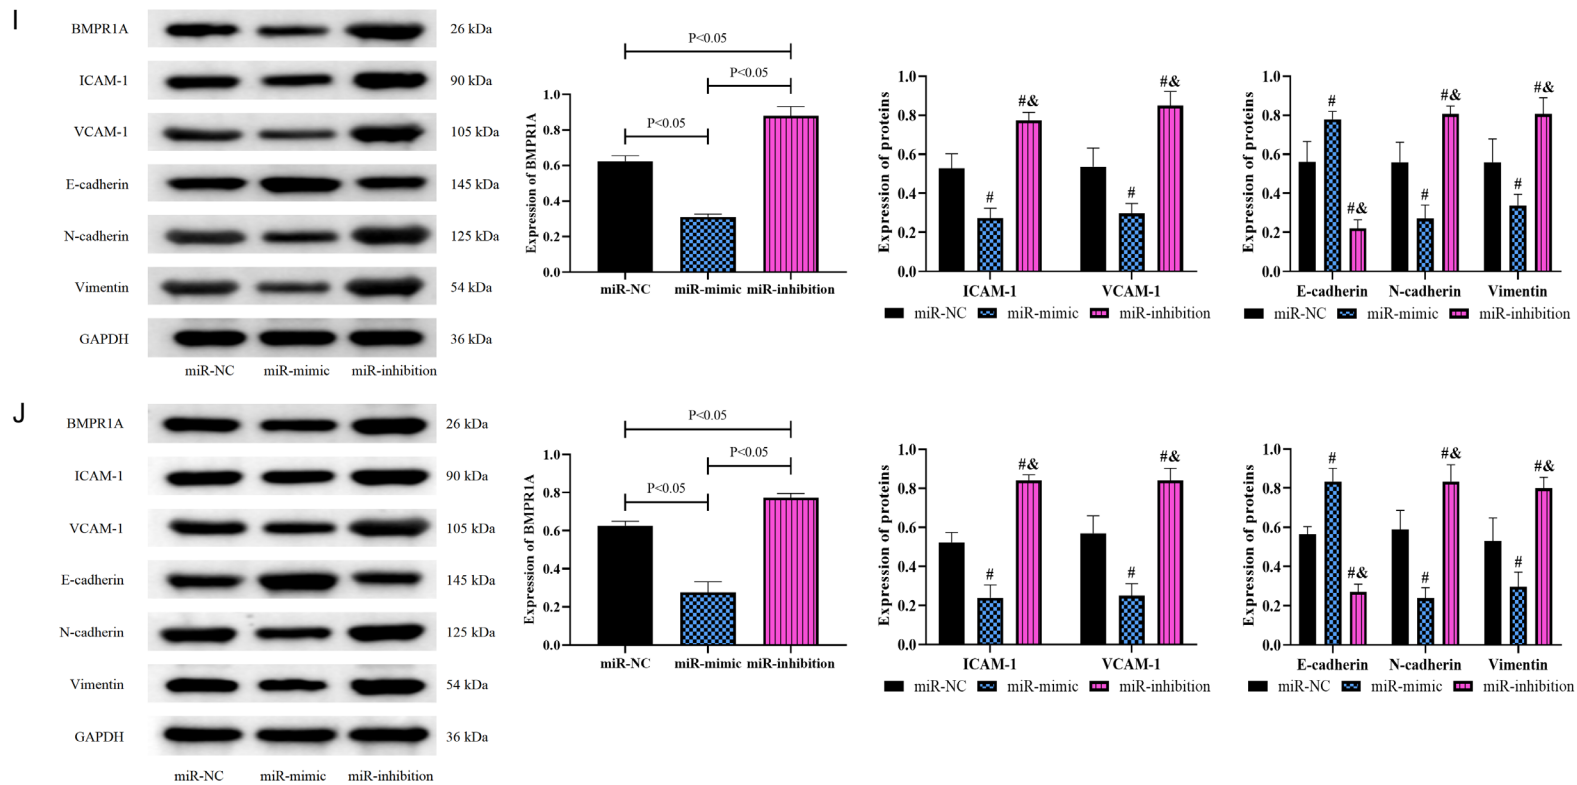 I
BMPR1A 26 kDa
ICAM-1 90 kDa
VCAM-1 105 kDa
E-cadherin 145 kDa
N-cadherin 125 kDa
Vimentin 54 kDa
GAPDH 36 kDa
miR-NC miR-mimic miR-inhibition
P<0.05
P<0.05
P<0.05
Expression of BMPR1A
1.0
0.8
0.6
0.4
0.2
0.0
miR-NC miR-mimic miR-inhibition
Expression of proteins
1.0
0.8
0.6
0.4
0.2
0.0
# #& # #&
ICAM-1 VCAM-1
miR-NC miR-mimic miR-inhibition
Expression of proteins
1.0
0.8
0.6
0.4
0.2
0.0
# #& # #& # #&
E-cadherin N-cadherin Vimentin
miR-NC miR-mimic miR-inhibition
J
BMPR1A 26 kDa
ICAM-1 90 kDa
VCAM-1 105 kDa
E-cadherin 145 kDa
N-cadherin 125 kDa
Vimentin 54 kDa
GAPDH 36 kDa
miR-NC miR-mimic miR-inhibition
P<0.05
P<0.05
P<0.05
Expression of BMPR1A
1.0
0.8
0.6
0.4
0.2
0.0
miR-NC miR-mimic miR-inhibition
Expression of proteins
1.0
0.8
0.6
0.4
0.2
0.0
# #& # #&
ICAM-1 VCAM-1
miR-NC miR-mimic miR-inhibition
Expression of proteins
1.0
0.8
0.6
0.4
0.2
0.0
# #& # #& # #&
E-cadherin N-cadherin Vimentin
miR-NC miR-mimic miR-inhibition